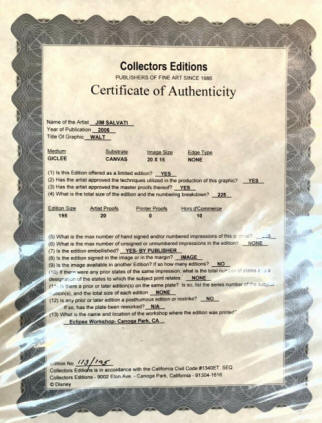 Collectors Editions
PUBLISHERS OF FINE ART SINCE 1986
Certificate of Authenticity
Name of the Artist JIM SALVATI
Year of Publication 2006
Title Of Graphic WALT
Medium Substrate Image Size Edge Type
GICLEE CANVAS 20 X 15 NONE
(1) Is this Edition offered as a limited edition? YES
(2) Has the artist approved the techniques utilized in the production of this graphic? YES
(3) Has the artist approved the master proofs thereof? YES
(4) What is the total size of the edition and the numbering breakdown? 225
Edition Size Artist Proofs Printer Proofs Hors d'Commerce
195 20 0 10
(5) What is the max number of hand signed and/or numbered impressions of this
(6) What is the max number of unsigned or unnumbered impressions in the edition? NONE
(7) Is the edition embellished? YES- BY PUBLISHER
(8) Is the edition signed in the image or in the margin? IMAGE
(9) Is the image available in another Edition? If so how many editions? NO
(10) If there were any prior states of the same impression, what is the total number of states
designation of the states to which the subject print relates NONE
(11) Is there a prior or later edition(s) on the same plate? Is so, list the series number of the subject
edition(s), and the total size of each edition NONE
(12) Is any prior or later edition a posthumous edition or restrike? NO
If so, has the plate been reworked? N/A
(13) What is the name and location of the workshop where the edition was printed?
Eclipse Workshop- Canoga Park, CA
Edition No. 113/195
Collectors Editions is in accordance with the California Civil Code #1340ET. SEQ.
Collectors Editions - 9002 Eton Ave. - Canoga Park, California - 91304-1616
© Disney